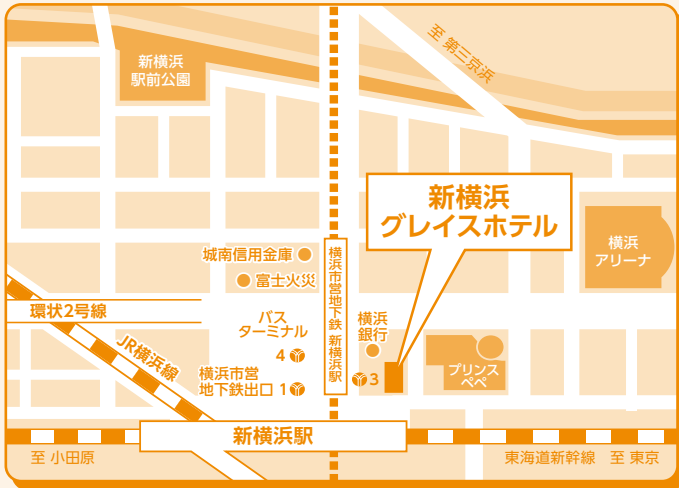 至 第三京浜
新横浜
駅前公園
新横浜
グレイスホテル
横浜
アリーナ
城南信用金庫
富士火災
横浜市営地下鉄 新横浜駅
環状2号線
バス
ターミナル
4
横浜
銀行
JR横浜線
横浜市営
地下鉄出口 1
3
プリンス
ペペ
新横浜駅
至 小田原
東海道新幹線 至 東京